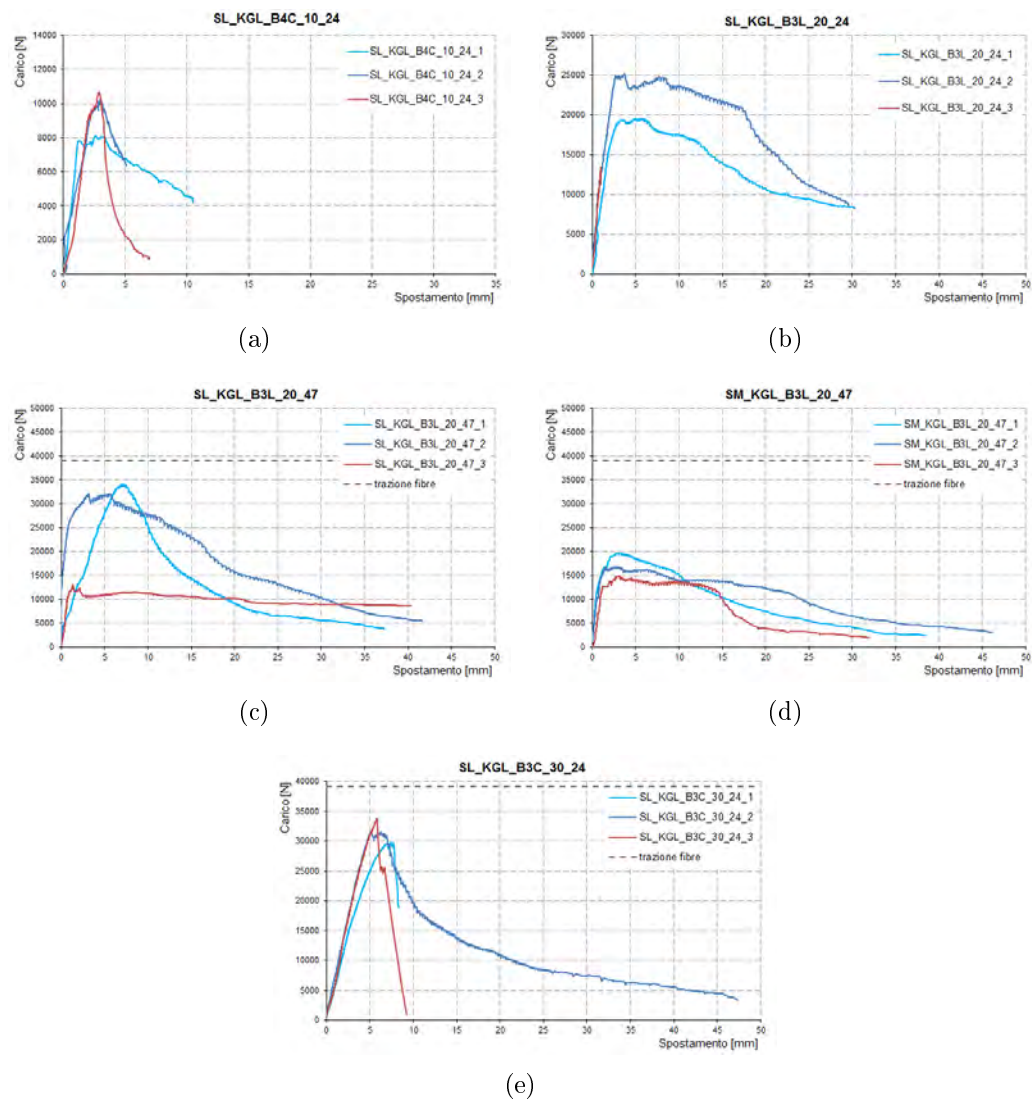 SL_KGL_B4C_10_24
Carico [N]
14000
12000
10000
8000
6000
4000
2000
0
0 5 10 15 20 25 30 35
Spostamento [mm]
SL_KGL_B4C_10_24_1
SL_KGL_B4C_10_24_2
SL_KGL_B4C_10_24_3
(a)
SL_KGL_B3L_20_24
Carico [N]
30000
25000
20000
15000
10000
5000
0
0 5 10 15 20 25 30 35 40 45 50
Spostamento [mm]
SL_KGL_B3L_20_24_1
SL_KGL_B3L_20_24_2
SL_KGL_B3L_20_24_3
(b)
SL_KGL_B3L_20_47
Carico [N]
50000
45000
40000
35000
30000
25000
20000
15000
10000
5000
0
0 5 10 15 20 25 30 35 40 45 50
Spostamento [mm]
SL_KGL_B3L_20_47_1
SL_KGL_B3L_20_47_2
SL_KGL_B3L_20_47_3
trazione fibre
(c)
SM_KGL_B3L_20_47
Carico [N]
50000
45000
40000
35000
30000
25000
20000
15000
10000
5000
0
0 5 10 15 20 25 30 35 40 45 50
Spostamento [mm]
SM_KGL_B3L_20_47_1
SM_KGL_B3L_20_47_2
SM_KGL_B3L_20_47_3
trazione fibre
(d)
SL_KGL_B3C_30_24
Carico [N]
40000
35000
30000
25000
20000
15000
10000
5000
0
0 5 10 15 20 25 30 35 40 45 50
Spostamento [mm]
SL_KGL_B3C_30_24_1
SL_KGL_B3C_30_24_2
SL_KGL_B3C_30_24_3
trazione fibre
(e)